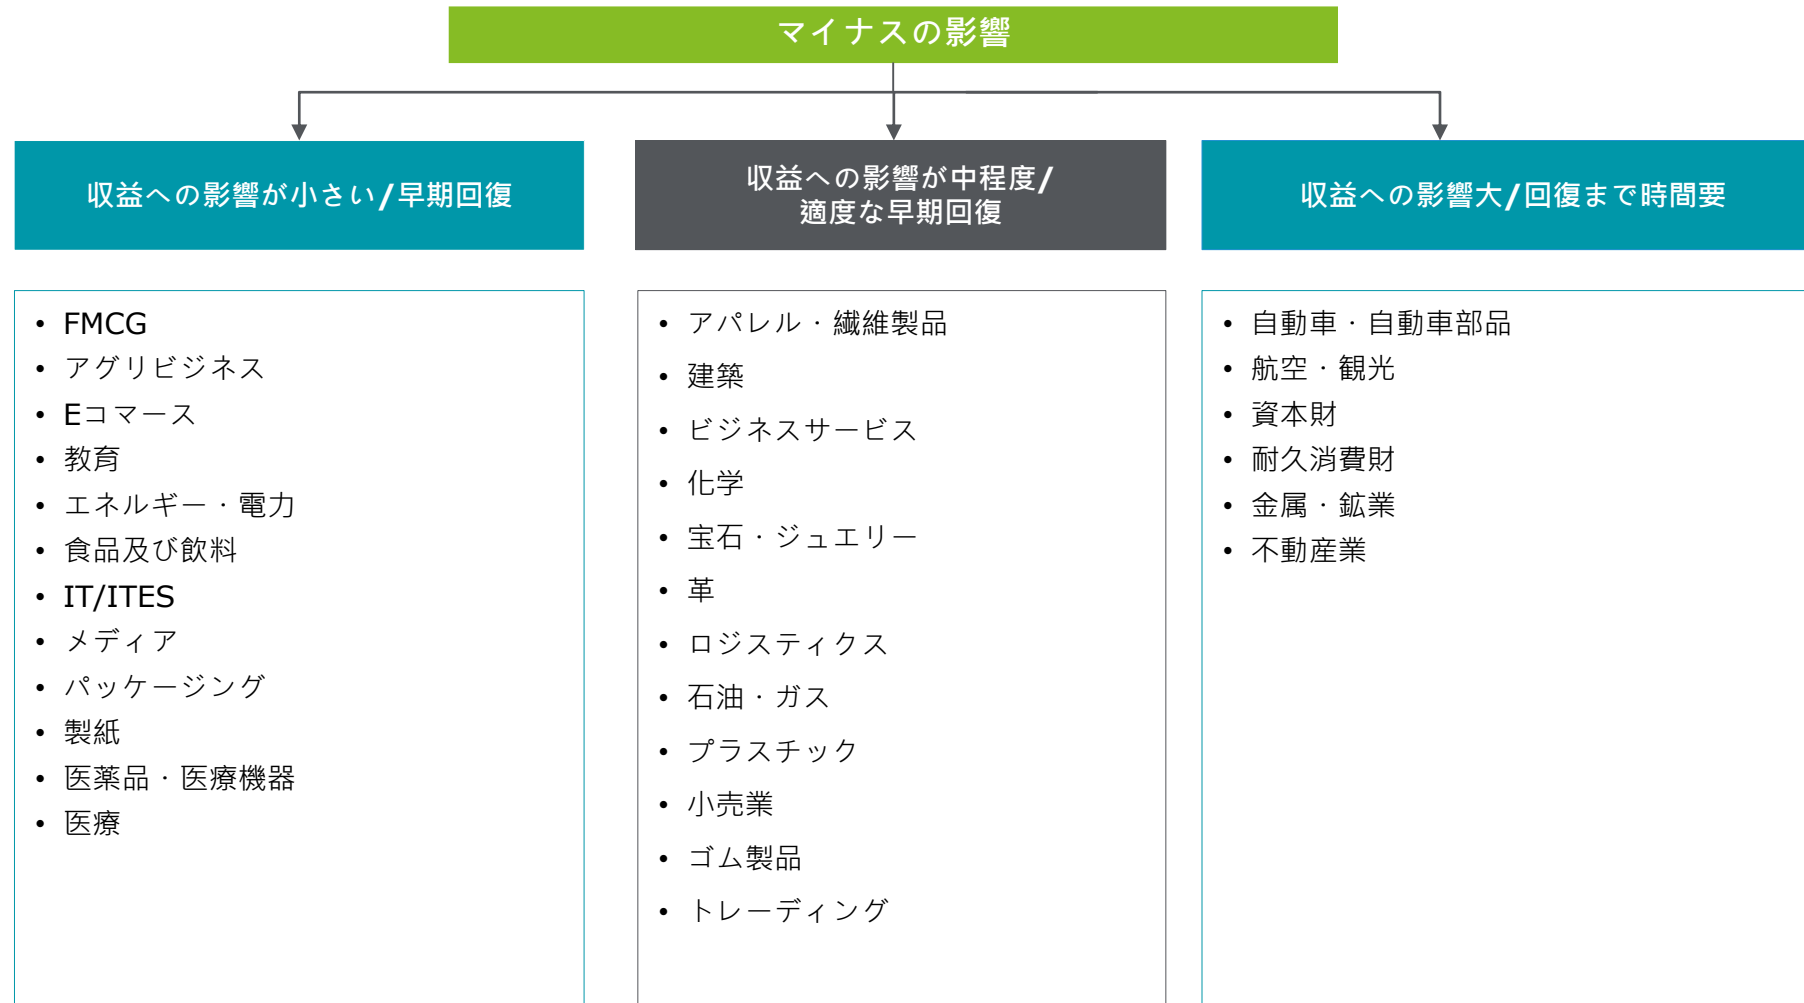 マイナスの影響
収益への影響が小さい/早期回復
収益への影響が中程度/
適度な早期回復
収益への影響大/回復まで時間要
• FMCG
• アグリビジネス
• Eコマース
• 教育
• エネルギー・電力
• 食品及び飲料
• IT/ITES
• メディア
• パッケージング
• 製紙
• 医薬品・医療機器
• 医療
• アパレル・繊維製品
• 建築
• ビジネスサービス
• 化学
• 宝石・ジュエリー
• 革
• ロジスティクス
• 石油・ガス
• プラスチック
• 小売業
• ゴム製品
• トレーディング
• 自動車・自動車部品
• 航空・観光
• 資本財
• 耐久消費財
• 金属・鉱業
• 不動産業